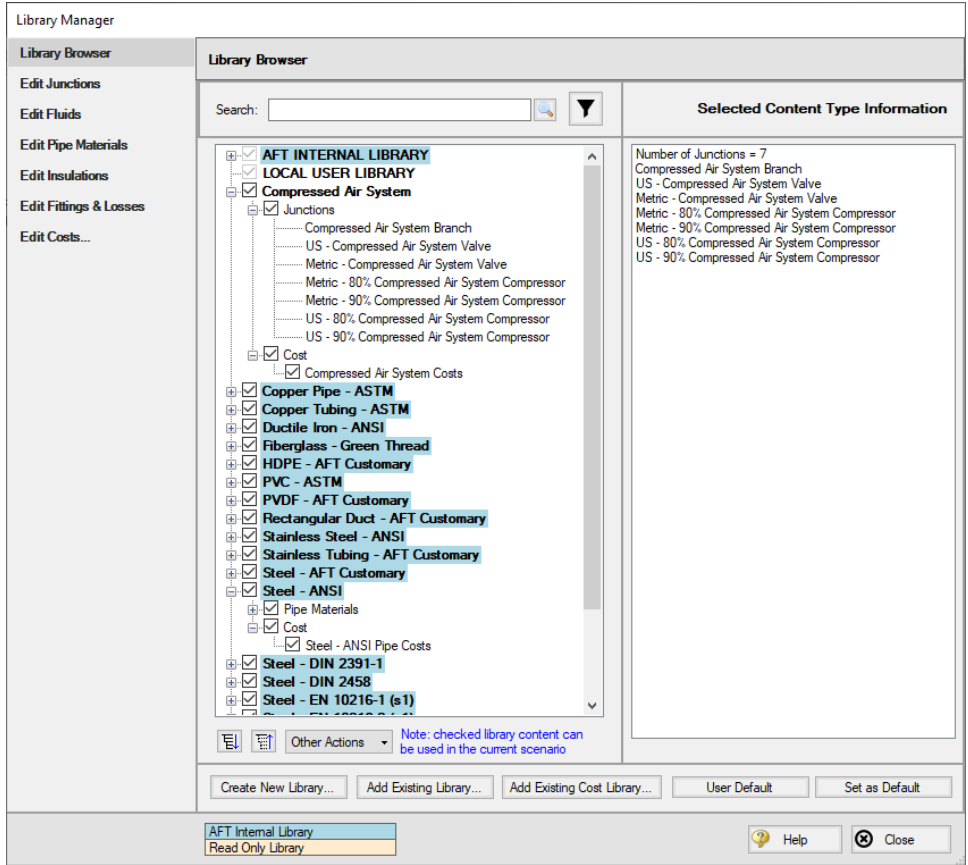 Library Manager
Library Browser
Edit Junctions
Edit Fluids
Edit Pipe Materials
Edit Insulations
Edit Fittings & Losses
Edit Costs...
Library Browser
Search:
AFT INTERNAL LIBRARY
LOCAL USER LIBRARY
Compressed Air System
Junctions
Compressed Air System Branch
US - Compressed Air System Valve
Metric - Compressed Air System Valve
Metric - 80% Compressed Air System Compressor
Metric - 90% Compressed Air System Compressor
US - 80% Compressed Air System Compressor
US - 90% Compressed Air System Compressor
Cost
Compressed Air System Costs
Copper Pipe - ASTM
Copper Tubing - ASTM
Ductile Iron - ANSI
Fiberglass - Green Thread
HDPE - AFT Customary
PVC - ASTM
PVDF - AFT Customary
Rectangular Duct - AFT Customary
Stainless Steel - ANSI
Stainless Tubing - AFT Customary
Steel - AFT Customary
Steel - ANSI
Pipe Materials
Cost
Steel - ANSI Pipe Costs
Steel - DIN 2391-1
Steel - DIN 2458
Steel - EN 10216-1 (s1)
Other Actions
Note: checked library content can
be used in the current scenario
Selected Content Type Information
Number of Junctions = 7
Compressed Air System Branch
US - Compressed Air System Valve
Metric - Compressed Air System Valve
Metric - 80% Compressed Air System Compressor
Metric - 90% Compressed Air System Compressor
US - 80% Compressed Air System Compressor
US - 90% Compressed Air System Compressor
Create New Library...
Add Existing Library...
Add Existing Cost Library...
User Default
Set as Default
AFT Internal Library
Read Only Library
Help
Close